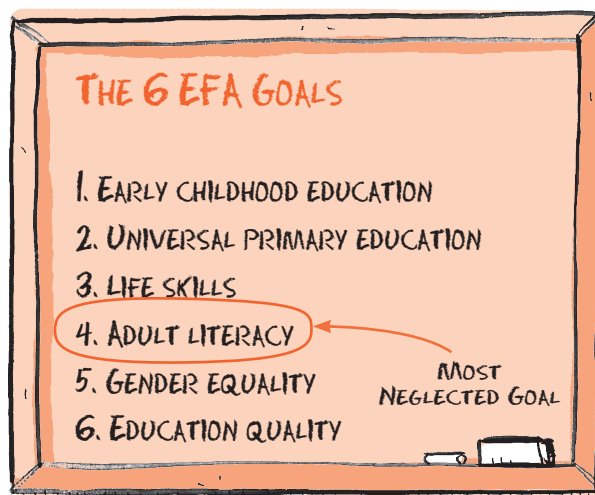 The 6 EFA Goals
1. Early childhood education
2. Universal primary education
3. Life skills
4. Adult literacy
5. Gender equality
6. Education quality
Most
Neglected Goal